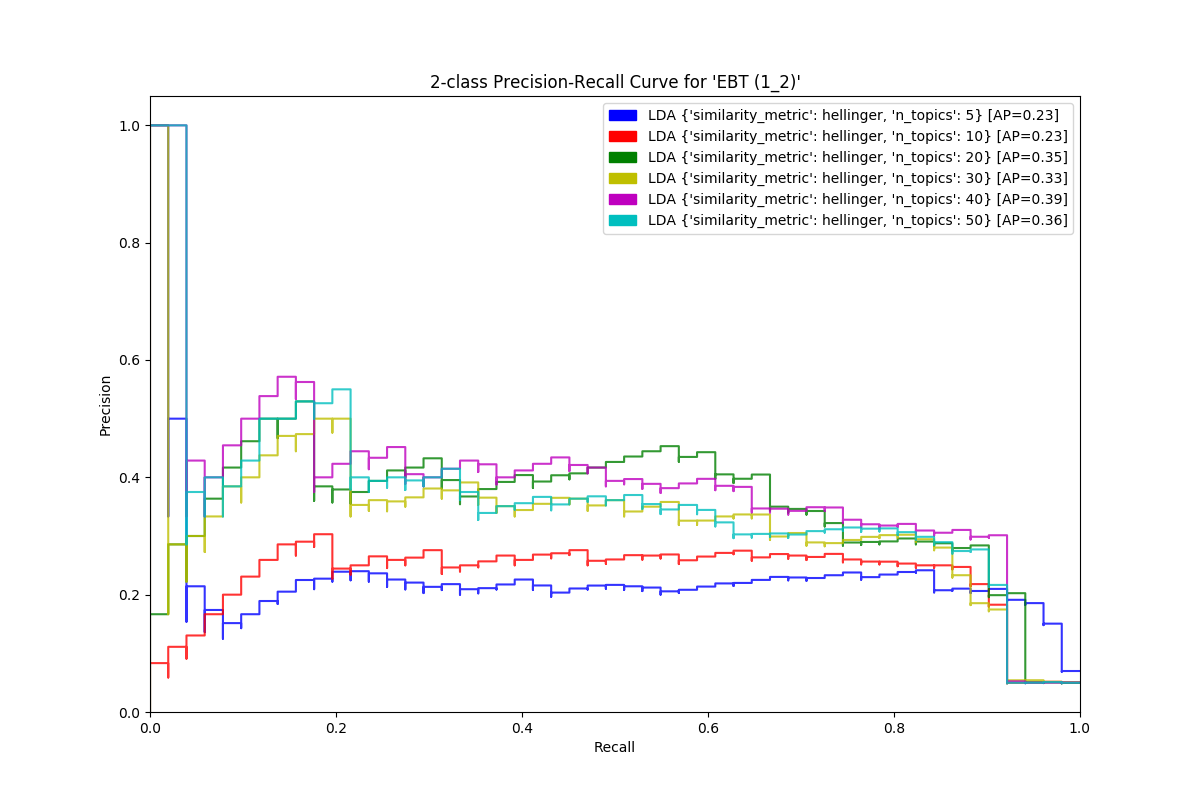 2-class Precision-Recall Curve for 'EBT (1_2)'
LDA {'similarity_metric': hellinger, 'n_topics': 5} [AP=0.23]
LDA {'similarity_metric': hellinger, 'n_topics': 10} [AP=0.23]
LDA {'similarity_metric': hellinger, 'n_topics': 20} [AP=0.35]
LDA {'similarity_metric': hellinger, 'n_topics': 30} [AP=0.33]
LDA {'similarity_metric': hellinger, 'n_topics': 40} [AP=0.39]
LDA {'similarity_metric': hellinger, 'n_topics': 50} [AP=0.36]
Precision
1.0
0.8
0.6
0.4
0.2
0.0
0.0 0.2 0.4 0.6 0.8 1.0
Recall